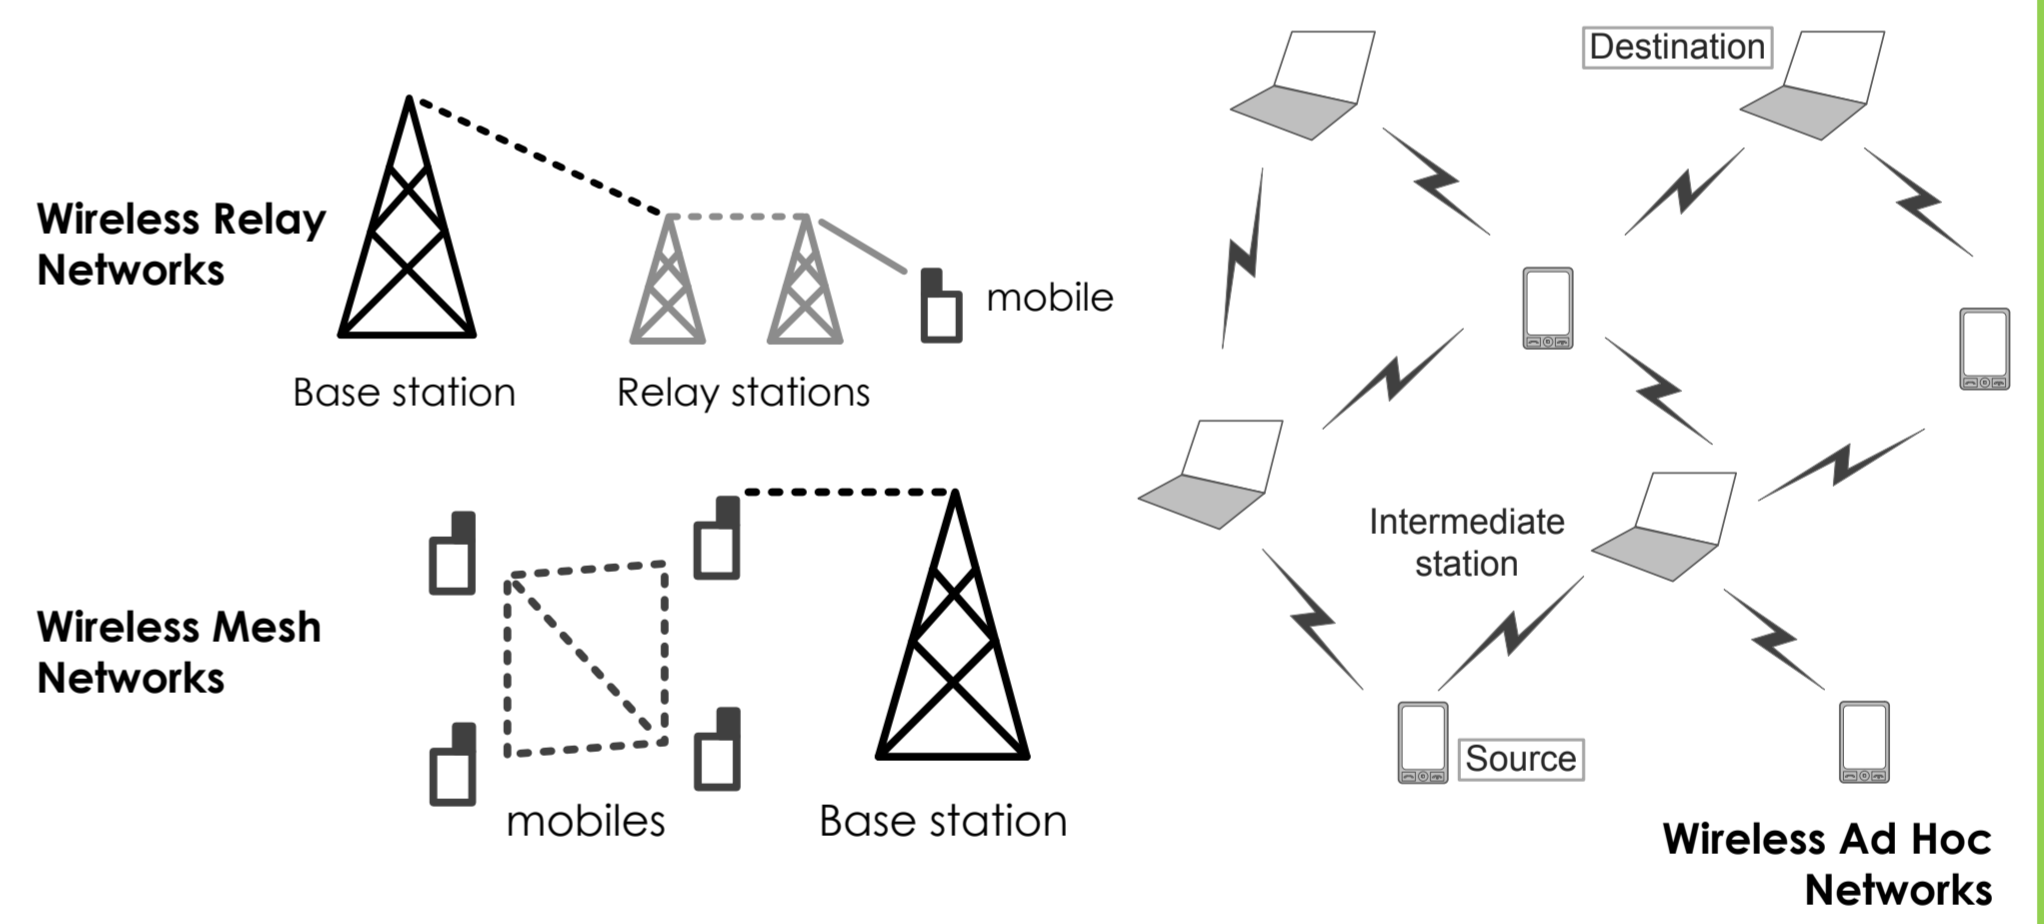 Wireless Relay
Networks
Base station
Relay stations
mobile
Wireless Mesh
Networks
mobiles
Base station
Destination
Intermediate
station
Source
Wireless Ad Hoc
Networks